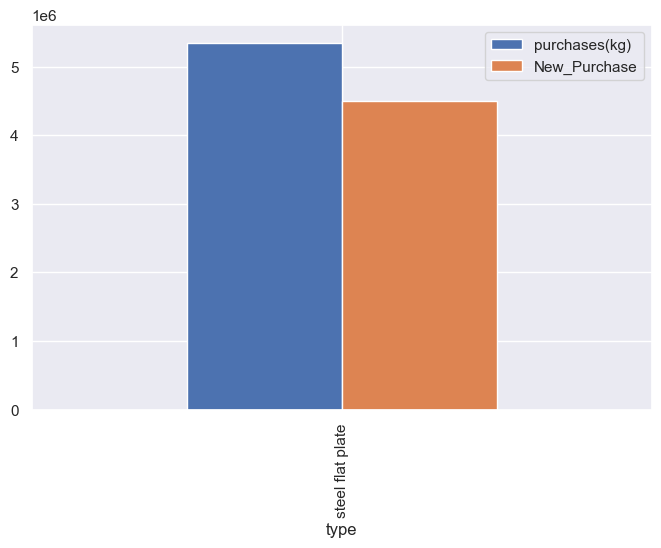 1e6
purchases(kg)
New_Purchase
5
4
3
2
1
0
steel flat plate
type